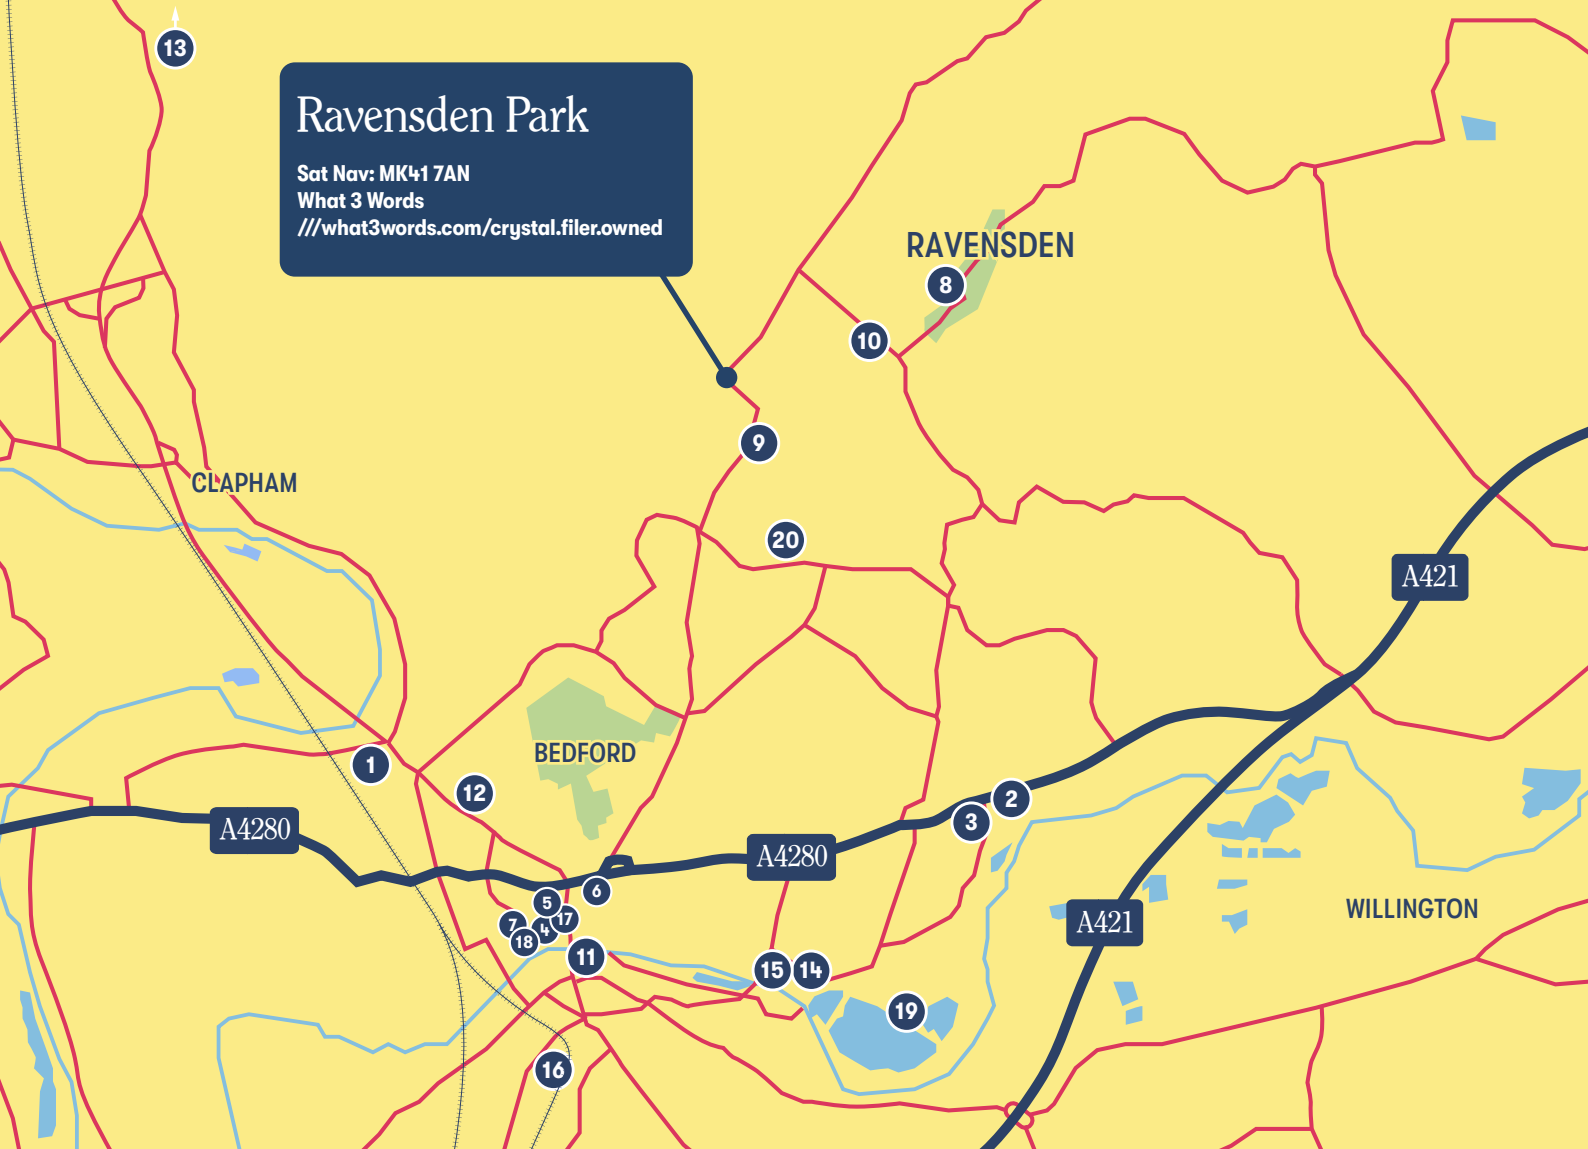 13
Ravensden Park
Sat Nav: MK41 7AN
What 3 Words
///what3words.com/crystal.filer.owned
RAVENSDEN
8
10
9
CLAPHAM
20
A421
BEDFORD
1
12
2
3
A4280
A4280
6
5
7
4
17
18
WILLINGTON
A421
11
15
14
19
16